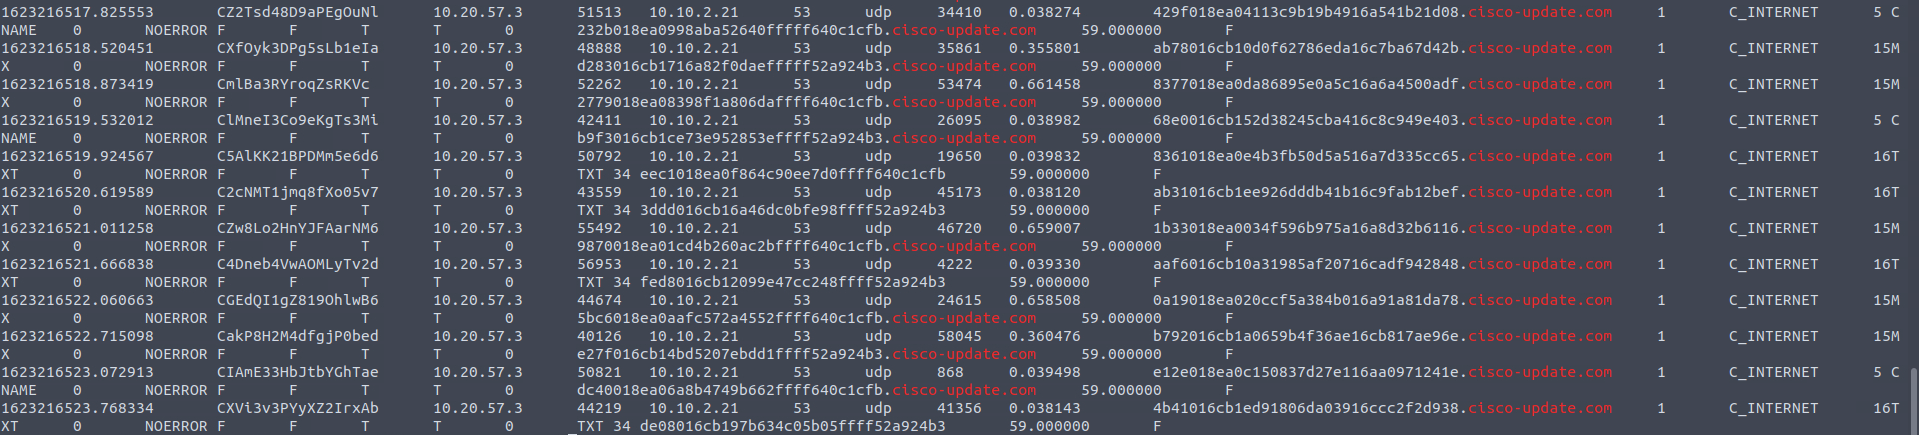 1623216517.825553 CZ2Tsd48D9aPEgOuNl 10.20.57.3 51513 10.10.2.21 53 udp 34410 0.038274 429f018ea04113c9b19b4916a541b21d08.cisco-update.com 1 C_INTERNET 5 C
NAME 0 NOERROR F F T T 0 232b018ea0998aba52640fffff640c1cfb.cisco-update.com 59.000000 F
1623216518.520451 CXfOyk3DPg5sLb1eIa 10.20.57.3 48888 10.10.2.21 53 udp 35861 0.355801 ab78016cb10d0f62786eda16c7ba67d42b.cisco-update.com 1 C_INTERNET 15M
X 0 NOERROR F F T T 0 d283016cb1716a82f0daefffff52a924b3.cisco-update.com 59.000000 F
1623216518.873419 CmlBa3RYroqZsRKVc 10.20.57.3 52262 10.10.2.21 53 udp 53474 0.661458 8377018ea0da86895e0a5c16a6a4500adf.cisco-update.com 1 C_INTERNET 15M
X 0 NOERROR F F T T 0 2779018ea08398f1a806daffff640c1cfb.cisco-update.com 59.000000 F
1623216519.532012 ClMneI3Co9eKgTs3Mi 10.20.57.3 42411 10.10.2.21 53 udp 26095 0.038982 68e0016cb152d38245cba416c8c949e403.cisco-update.com 1 C_INTERNET 5 C
NAME 0 NOERROR F F T T 0 b9f3016cb1ce73e952853effff52a924b3.cisco-update.com 59.000000 F
1623216519.924567 C5AlKK21BPDMm5e6d6 10.20.57.3 50792 10.10.2.21 53 udp 19650 0.039832 8361018ea0e4b3fb50d5a516a7d335cc65.cisco-update.com 1 C_INTERNET 16T
XT 0 NOERROR F F T T 0 TXT 34 eec1018ea0f864c90ee7d0ffff640c1cfb 59.000000 F
1623216520.619589 C2cNMT1jmq8fXo05v7 10.20.57.3 43559 10.10.2.21 53 udp 45173 0.038120 ab31016cb1ee926dddb41b16c9fab12bef.cisco-update.com 1 C_INTERNET 16T
XT 0 NOERROR F F T T 0 TXT 34 3ddd016cb16a46dc0bfe98ffff52a924b3 59.000000 F
1623216521.011258 CZw8Lo2HnYJFAarNM6 10.20.57.3 55492 10.10.2.21 53 udp 46720 0.659007 1b33018ea0034f596b975a16a8d32b6116.cisco-update.com 1 C_INTERNET 15M
X 0 NOERROR F F T T 0 9870018ea01cd4b260ac2bffff640c1cfb.cisco-update.com 59.000000 F
1623216521.666838 C4Dneb4VwAOMLyTv2d 10.20.57.3 56953 10.10.2.21 53 udp 4222 0.039330 aaf6016cb10a31985af20716cadf942848.cisco-update.com 1 C_INTERNET 16T
XT 0 NOERROR F F T T 0 TXT 34 fed8016cb12099e47cc248ffff52a924b3 59.000000 F
1623216522.060663 CGEdQI1gZ819OhlwB6 10.20.57.3 44674 10.10.2.21 53 udp 24615 0.658508 0a19018ea020ccf5a384b016a91a81da78.cisco-update.com 1 C_INTERNET 15M
X 0 NOERROR F F T T 0 5bc6018ea0aafc572a4552ffff640c1cfb.cisco-update.com 59.000000 F
1623216522.715098 CakP8H2M4dfgjP0bed 10.20.57.3 40126 10.10.2.21 53 udp 58045 0.360476 b792016cb1a0659b4f36ae16cb817ae96e.cisco-update.com 1 C_INTERNET 15M
X 0 NOERROR F F T T 0 e27f016cb14bd5207ebdd1ffff52a924b3.cisco-update.com 59.000000 F
1623216523.072913 CIAmE33HbJtbYGhTae 10.20.57.3 50821 10.10.2.21 53 udp 868 0.039498 e12e018ea0c150837d27e116aa0971241e.cisco-update.com 1 C_INTERNET 5 C
NAME 0 NOERROR F F T T 0 dc40018ea06a8b4749b662ffff640c1cfb.cisco-update.com 59.000000 F
1623216523.768334 CXVi3v3PYyXZ2IrxAb 10.20.57.3 44219 10.10.2.21 53 udp 41356 0.038143 4b41016cb1ed91806da03916ccc2f2d938.cisco-update.com 1 C_INTERNET 16T
XT 0 NOERROR F F T T 0 TXT 34 de08016cb197b634c05b05ffff52a924b3 59.000000 F